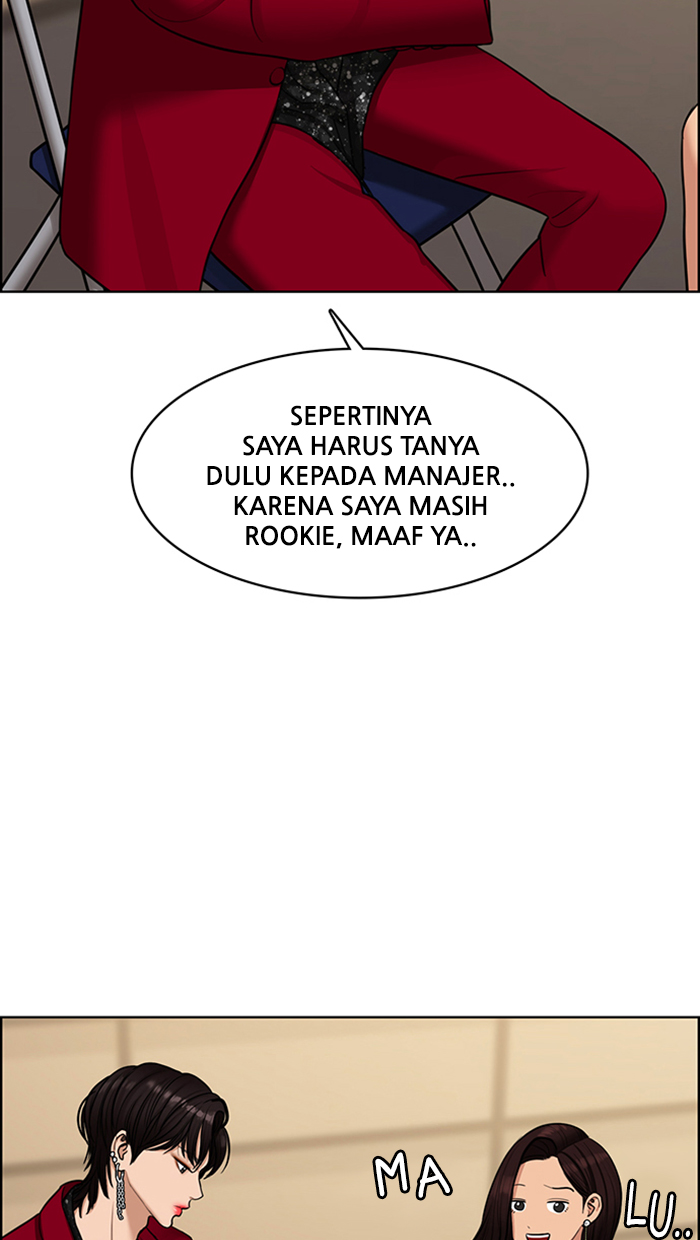 SEPERTINYA
SAYA HARUS TANYA
DULU KEPADA MANAJER..
KARENA SAYA MASIH
ROOKIE, MAAF YA..
MA
LU..